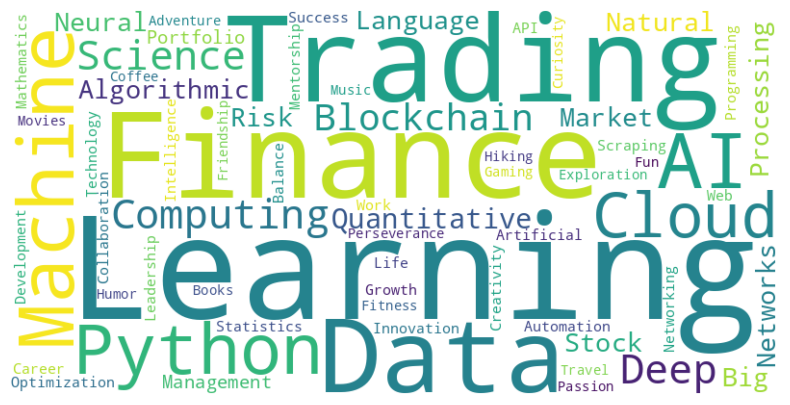 Neural
Adventure
Success
Language
API
Natural
Mathematics
Science
Portfolio
Trading
Mentorship
Curiosity
Programming
Processing
Machine
Coffee
Algorithmic
Music
Movies
Technology
Intelligence
Friendship
Risk
Blockchain
Market
Finance
Balance
Hiking
Gaming
Scraping
Fun
Exploration
AI
Web
Computing
Work
Quantitative
Cloud
Collaboration
Development
Perseverance
Artificial
Learning
Leadership
Humor
Books
Life
Growth
Fitness
Creativity
Networking
Networks
Python
Statistics
Data
Innovation
Automation
Stock
Career
Optimization
Management
Travel
Passion
Deep
Big